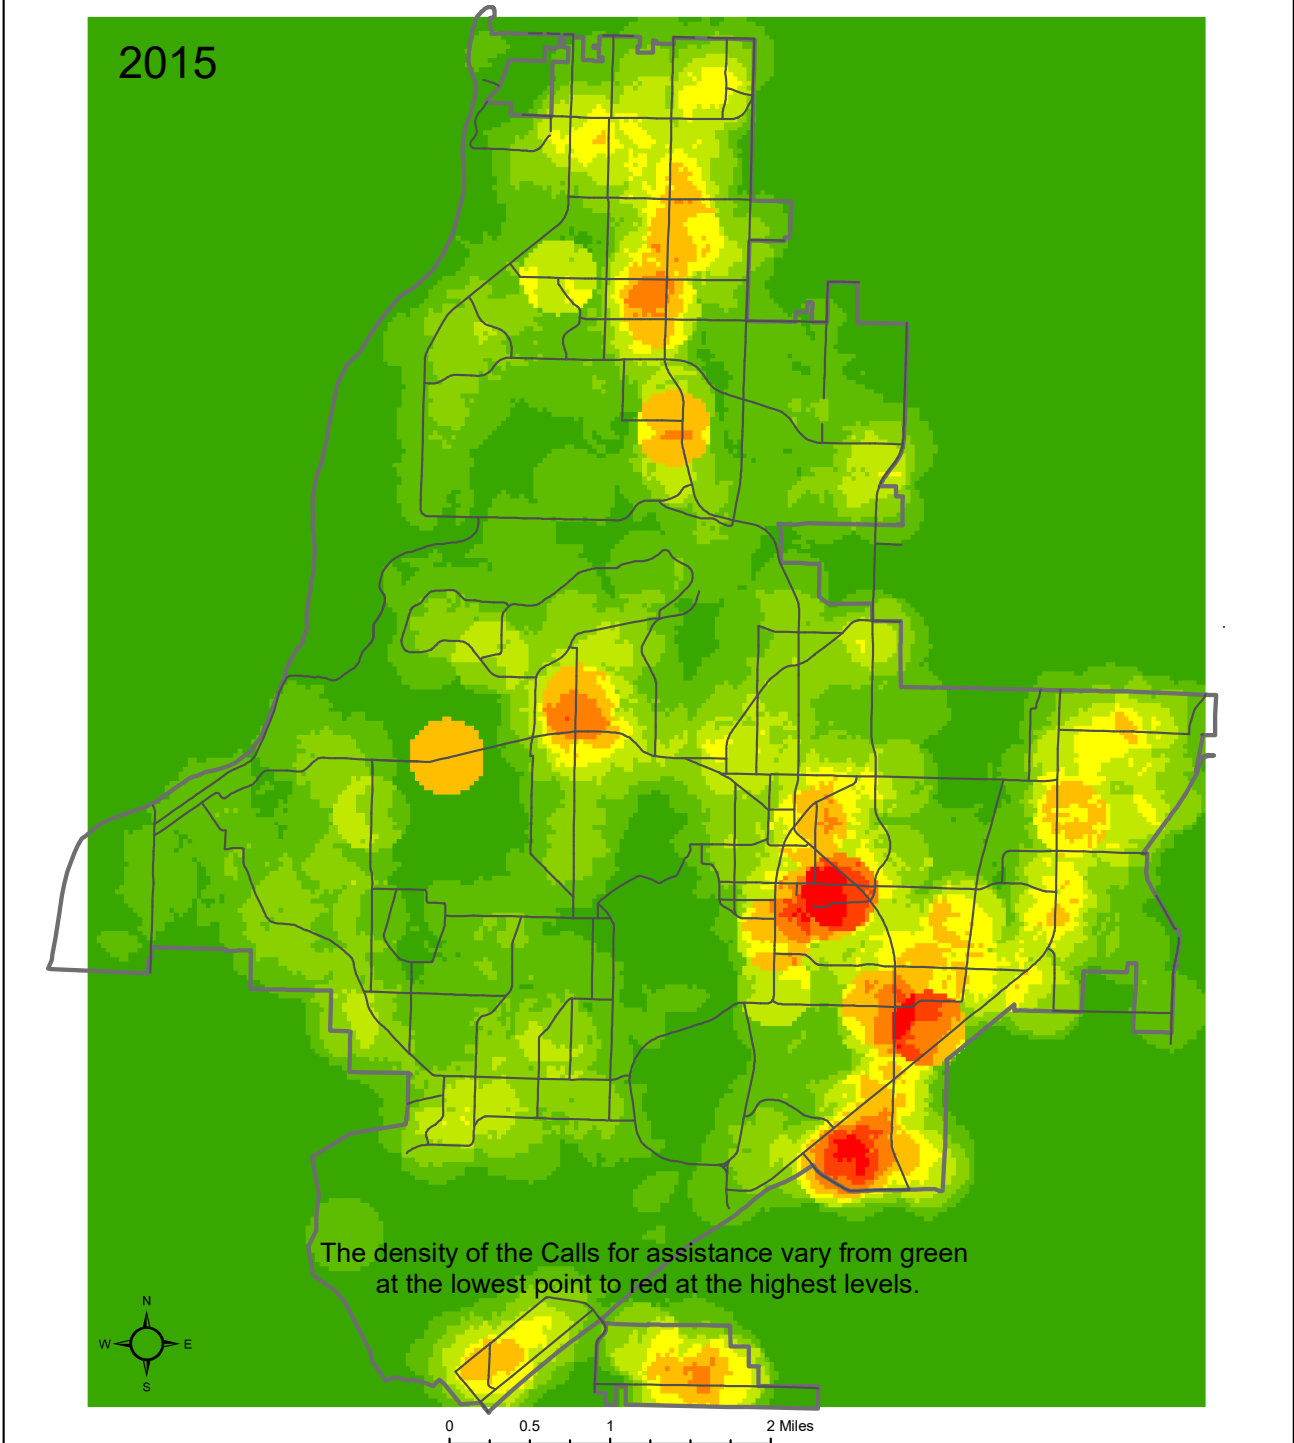 2015
The density of the Calls for assistance vary from green
at the lowest point to red at the highest levels.
N
W E
S
0 0.5 1 2 Miles